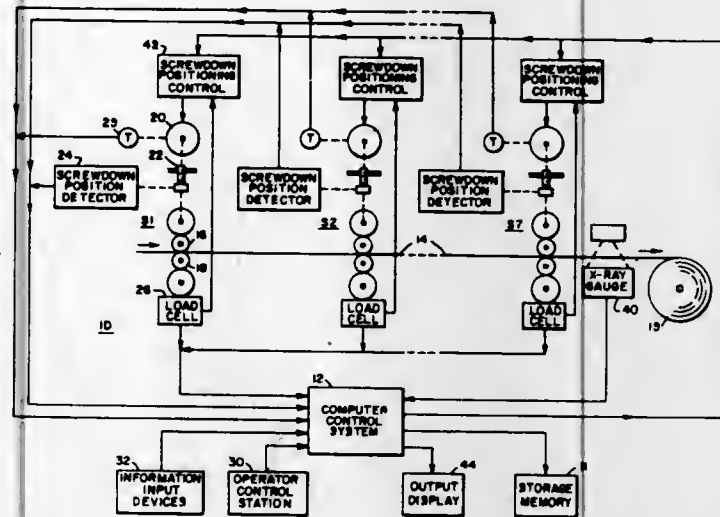 42
SCREWDOWN
POSITIONING
CONTROL
SCREWDOWN
POSITIONING
CONTROL
SCREWDOWN
POSITIONING
CONTROL
20
29
T
T
T
22
24
SCREWDOWN
POSITION
DETECTOR
SCREWDOWN
POSITION
DETECTOR
SCREWDOWN
POSITION
DETECTOR
S1
S2
S7
16
18
14
X-RAY
GAUGE
40
19
26
LOAD
CELL
LOAD
CELL
LOAD
CELL
10
12
COMPUTER
CONTROL
SYSTEM
32
INFORMATION
INPUT
DEVICES
30
OPERATOR
CONTROL
STATION
44
OUTPUT
DISPLAY
STORAGE
MEMORY